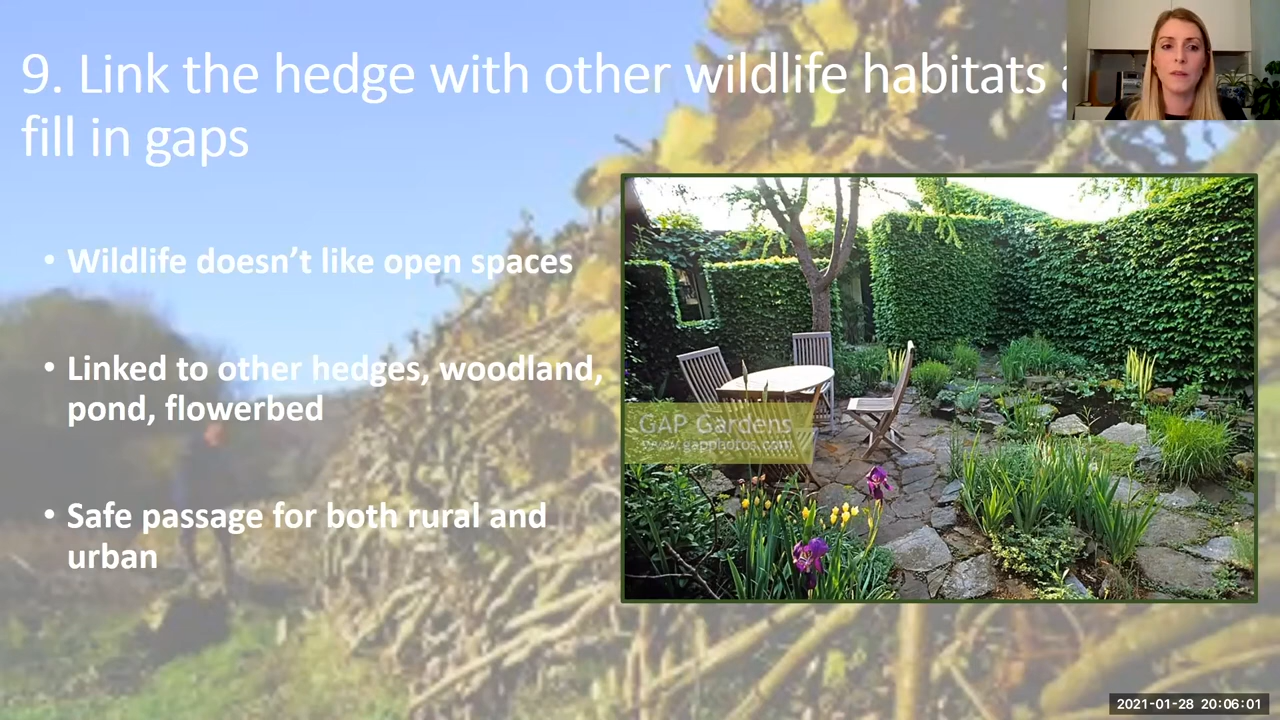 9. Link the hedge with other wildlife habitats
fill in gaps
• Wildlife doesn’t like open spaces
• Linked to other hedges, woodland,
pond, flowerbed
• Safe passage for both rural and
urban
GAP Gardens
www.gapphotos.com
2021-01-28 20:06:01